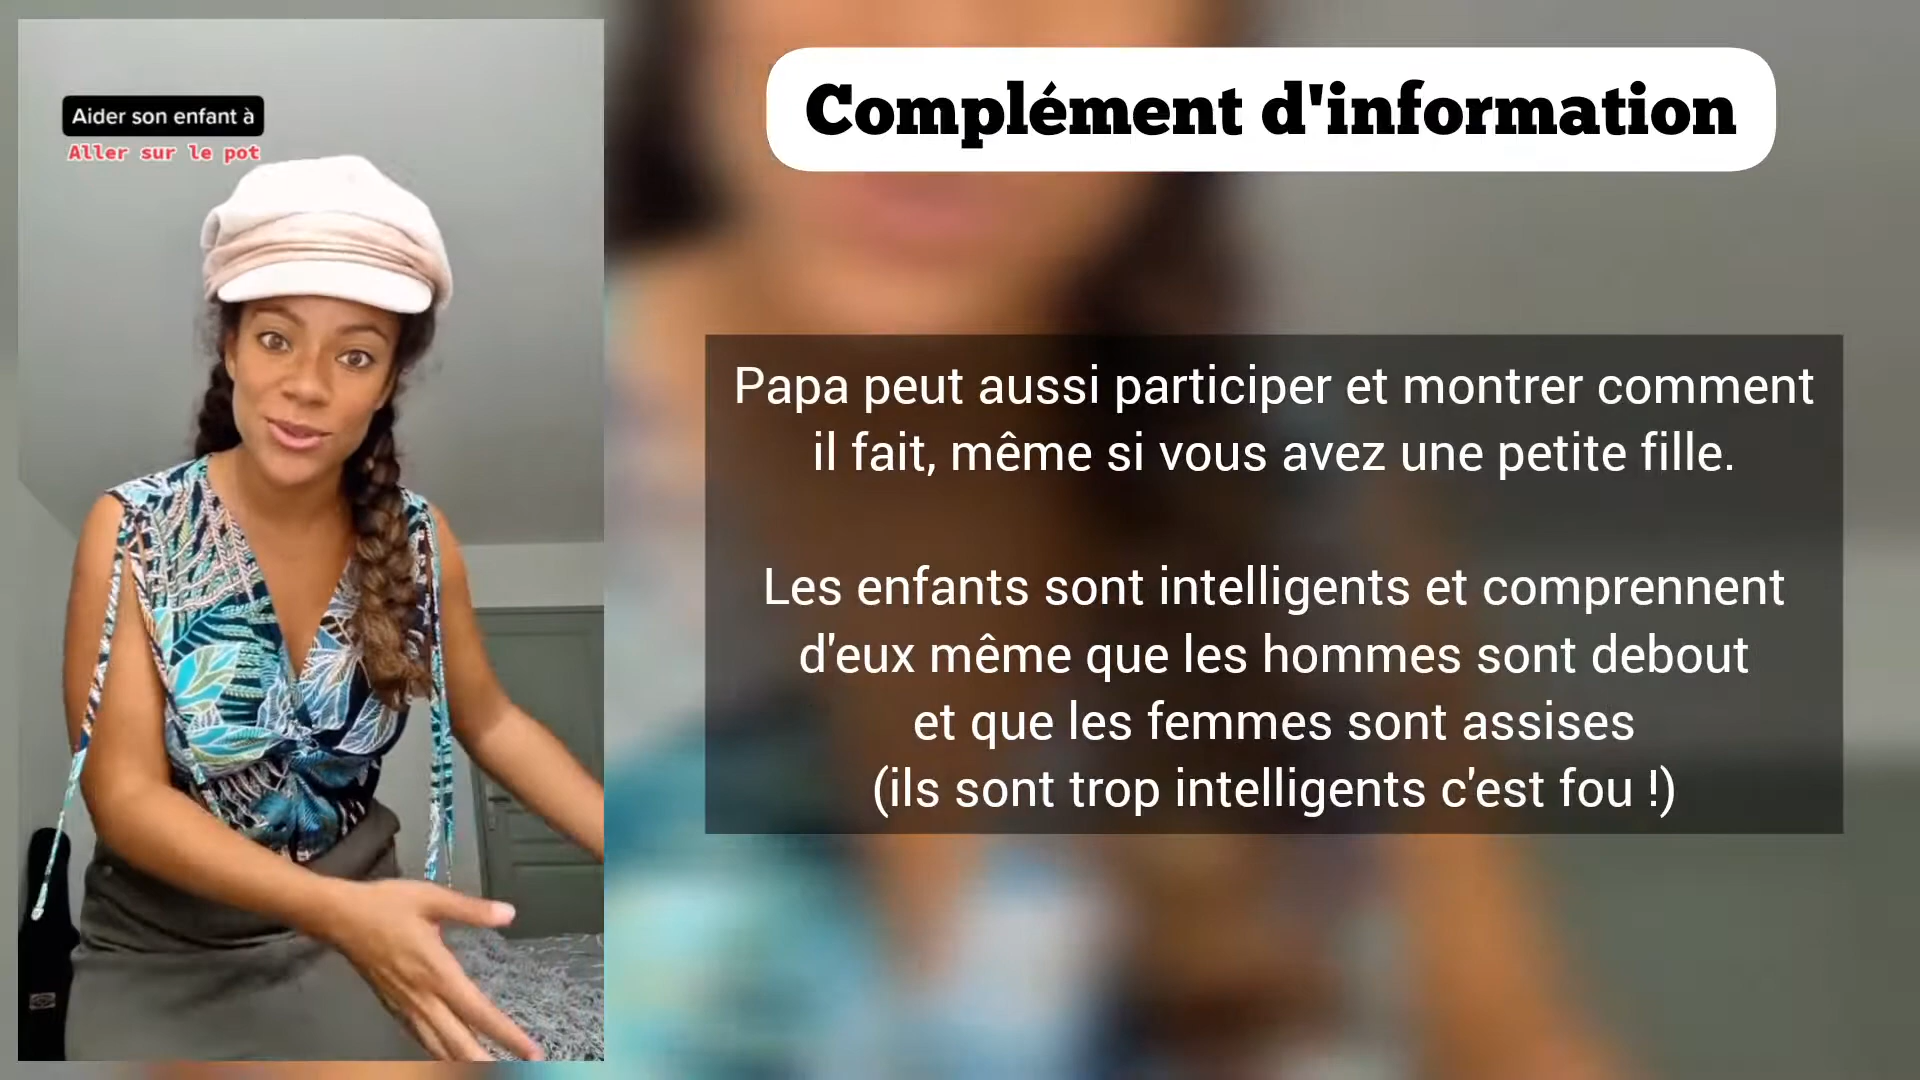 Aider son enfant à
Aller sur le pot
Complément d'information
Papa peut aussi participer et montrer comment
il fait, même si vous avez une petite fille.
Les enfants sont intelligents et comprennent
d'eux même que les hommes sont debout
et que les femmes sont assises
(ils sont trop intelligents c'est fou !)